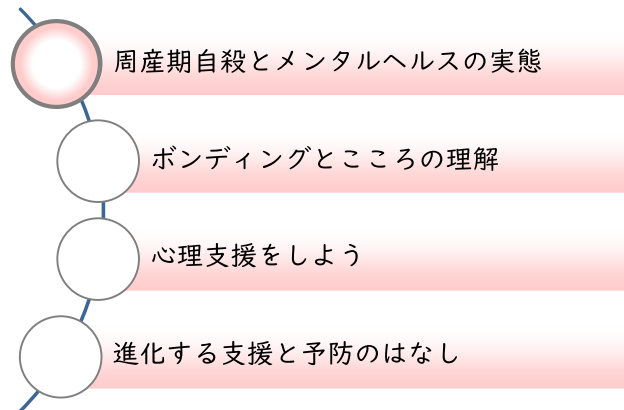 周産期自殺とメンタルヘルスの実態
ボンディングとこころの理解
心理支援をしよう
進化する支援と予防のはなし